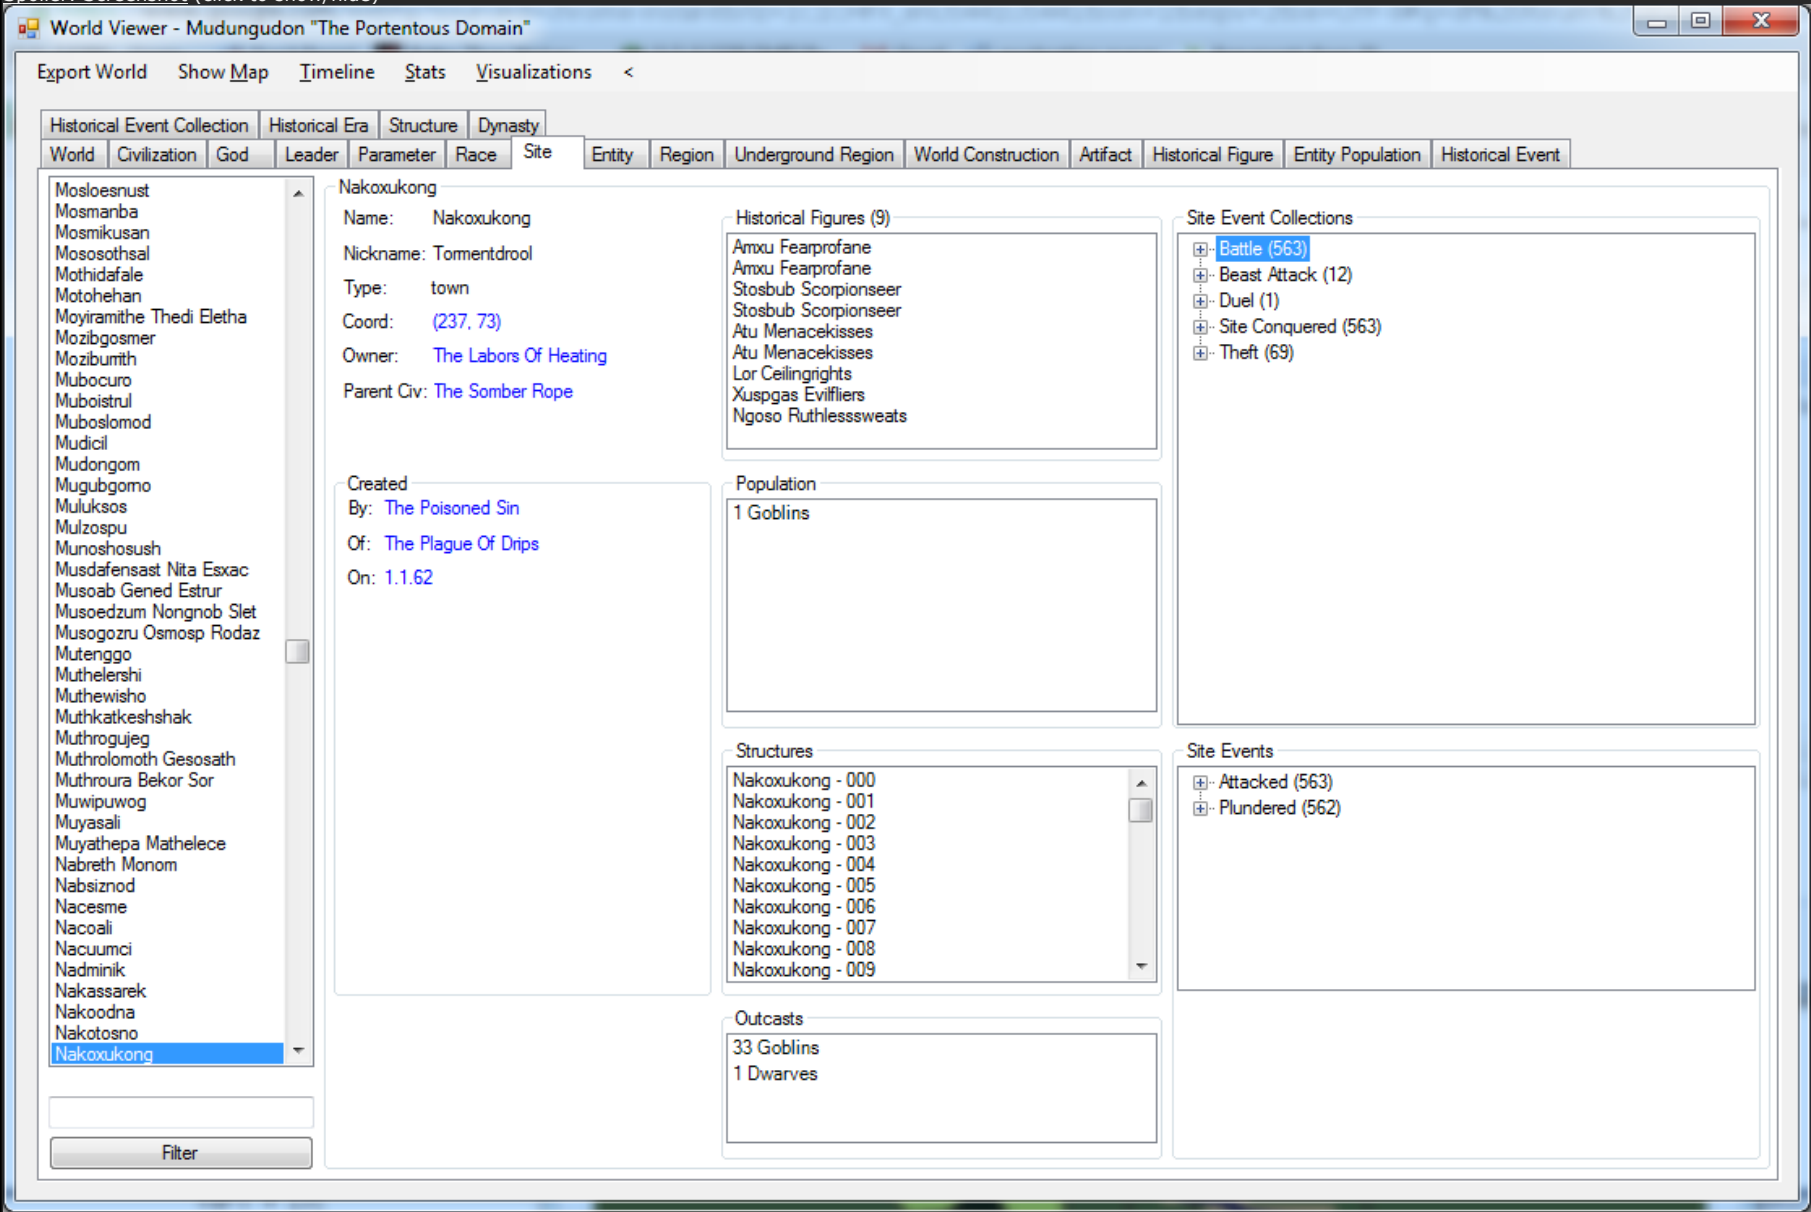 World Viewer - Mudungudon "The Portentous Domain"
Export World Show Map Timeline Stats Visualizations <
Historical Event Collection Historical Era Structure Dynasty
World Civilization God Leader Parameter Race Site Entity Region Underground Region World Construction Artifact Historical Figure Entity Population Historical Event
Mosloesnust
Mosmanba
Mosmikusan
Mososothsal
Mothidafale
Motohehan
Moyiramithe Thedi Eletha
Mozibgosmer
Moziburrith
Mubocuro
Muboistrul
Muboslomod
Mudicil
Mudongom
Mugubgomo
Muluksos
Mulzospu
Munoshosush
Musdafensast Nita Esxac
Musoab Gened Estrur
Musoedzum Nongnob Slet
Musogozru Osmosp Rodaz
Mutenggo
Muthelershi
Muthewisho
Muthkatkeshshak
Muthrogujeg
Muthrolomoth Gesosath
Muthroura Bekor Sor
Muwipuwog
Muyasali
Muyathepa Mathelece
Nabreth Monom
Nabsiznod
Nacesme
Nacoali
Nacuumci
Nadminik
Nakassarek
Nakoodna
Nakotosno
Nakoxukong
Filter
Nakoxukong
Name: Nakoxukong
Nickname: Tormentdrool
Type: town
Coord: (237, 73)
Owner: The Labors Of Heating
Parent Civ: The Somber Rope
Created
By: The Poisoned Sin
Of: The Plague Of Drips
On: 1.1.62
Historical Figures (9)
Amxu Fearprofane
Amxu Fearprofane
Stosbub Scorpionseer
Stosbub Scorpionseer
Atu Menacekisses
Atu Menacekisses
Lor Ceilingrights
Xuspgas Evilfliers
Ngoso Ruthlesssweats
Population
1 Goblins
Structures
Nakoxukong - 000
Nakoxukong - 001
Nakoxukong - 002
Nakoxukong - 003
Nakoxukong - 004
Nakoxukong - 005
Nakoxukong - 006
Nakoxukong - 007
Nakoxukong - 008
Nakoxukong - 009
Outcasts
33 Goblins
1 Dwarves
Site Event Collections
Battle (563)
Beast Attack (12)
Duel (1)
Site Conquered (563)
Theft (69)
Site Events
Attacked (563)
Plundered (562)